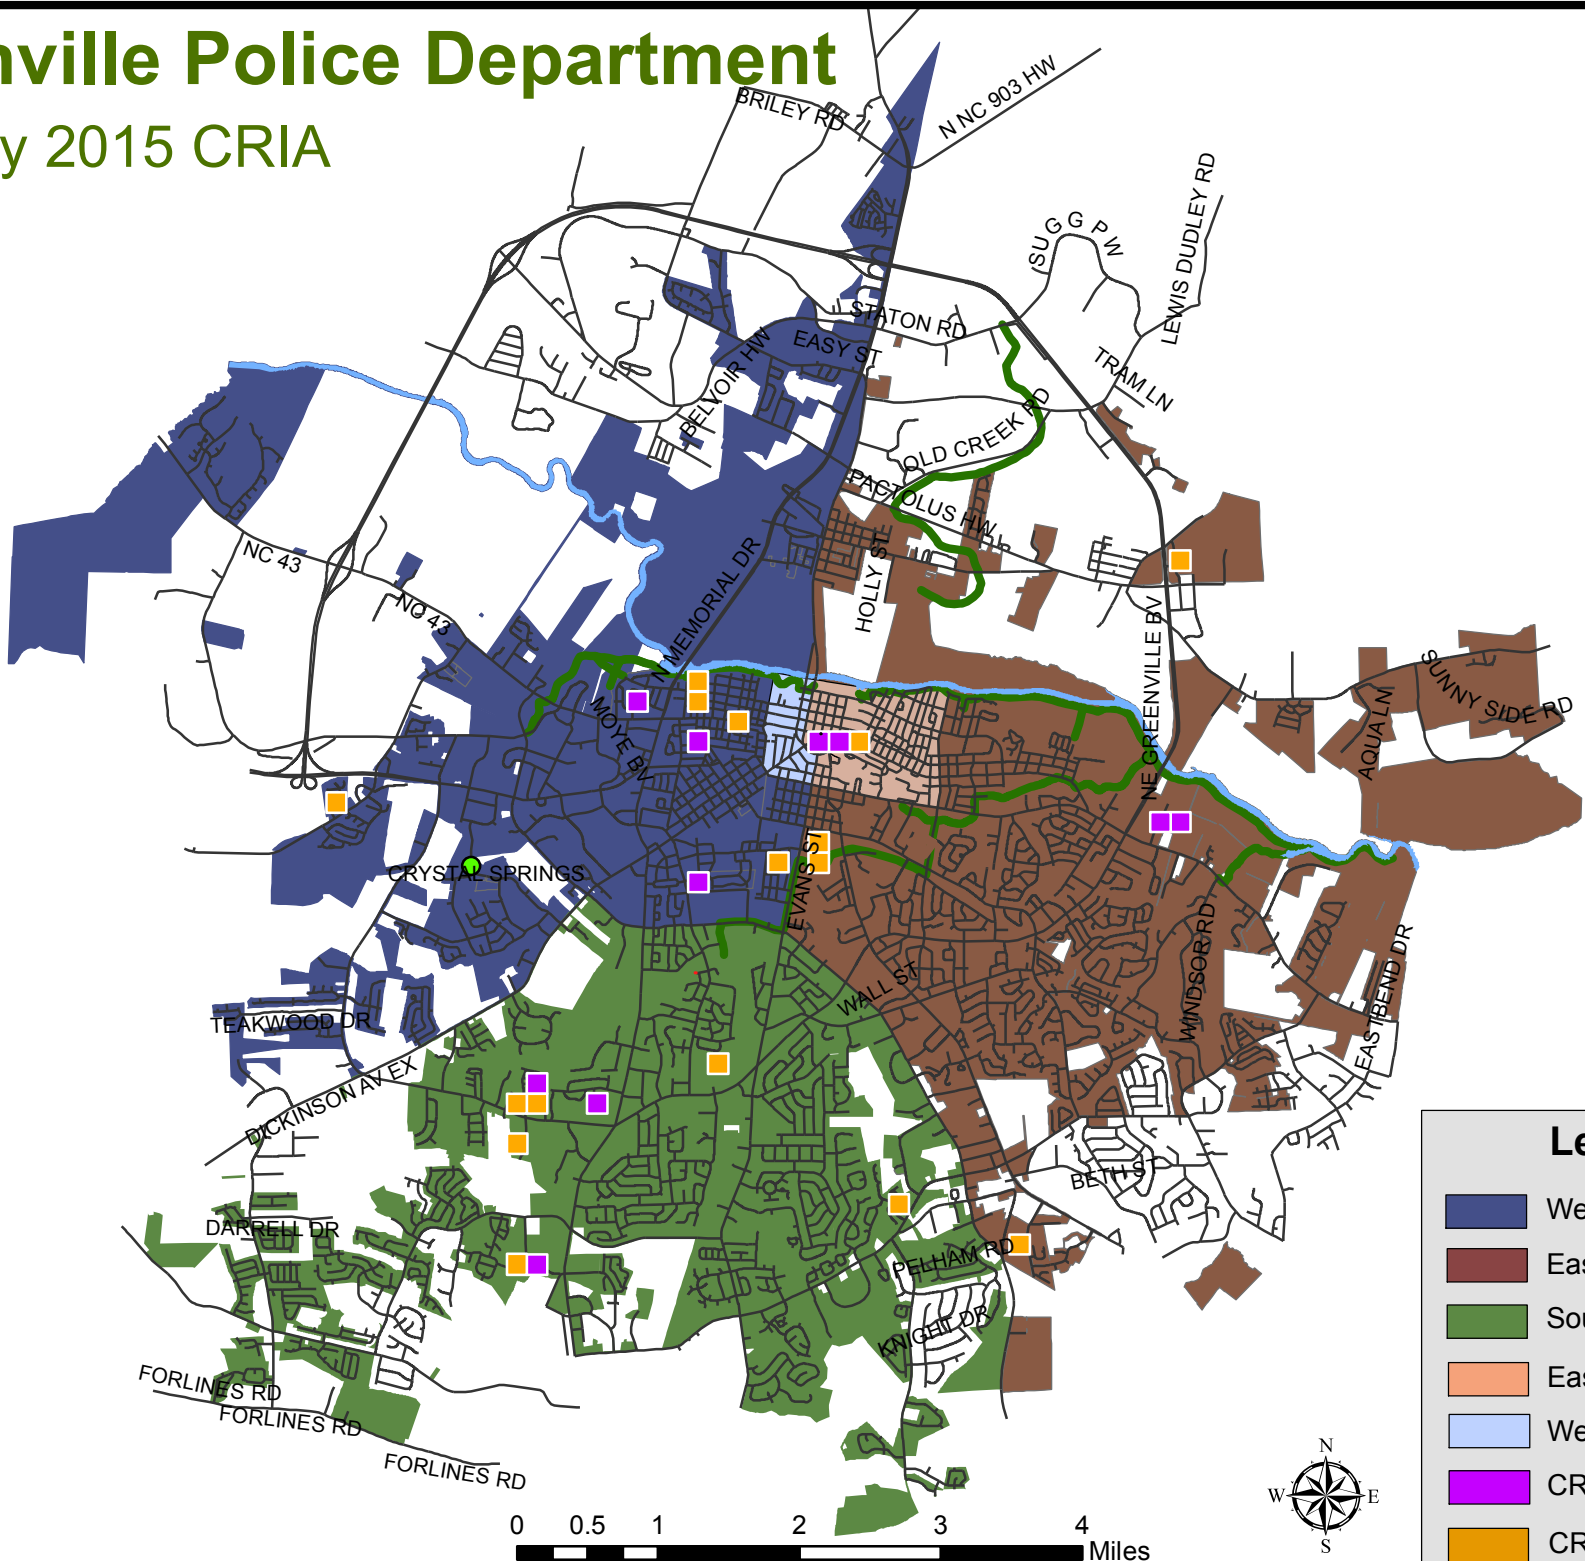 nville Police Department
y 2015 CRIA
BRILEY RD
N NC 903 HW
SUGG PW
LEWIS DUDLEY RD
STATON RD
EASY ST
TRAM LN
BELVOIR HW
OLD CREEK RD
PACTOLUS HW
NC 43
NC 43
HOLLY ST
N MEMORIAL DR
NE GREENVILLE BV
SUNNY SIDE RD
AQUA LN
MOYE BV
CRYSTAL SPRINGS
EVANS ST
WINDSOR RD
EASTBEND DR
WALL ST
TEAKWOOD DR
DICKINSON AV EX
BETH ST
DARRELL DR
PELHAM RD
KNIGHT DR
FORLINES RD
FORLINES RD
FORLINES RD
Le
We
Eas
Sou
Eas
We
CR
CR
N
W E
S
0 0.5 1 2 3 4
Miles